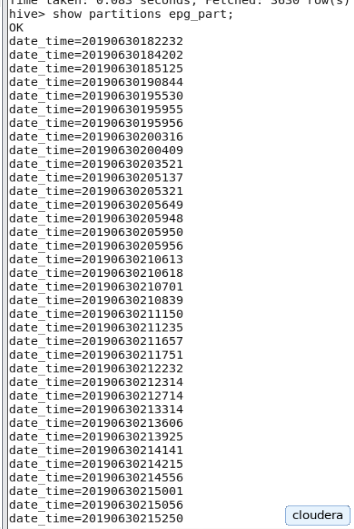 Time taken: 0.083 seconds, Fetched: 3630 row(s)
hive> show partitions epg_part;
OK
date_time=20190630182232
date_time=20190630184202
date_time=20190630185125
date_time=20190630190844
date_time=20190630195530
date_time=20190630195955
date_time=20190630195956
date_time=20190630200316
date_time=20190630200409
date_time=20190630203521
date_time=20190630205137
date_time=20190630205321
date_time=20190630205649
date_time=20190630205948
date_time=20190630205950
date_time=20190630205956
date_time=20190630210613
date_time=20190630210618
date_time=20190630210701
date_time=20190630210839
date_time=20190630211150
date_time=20190630211235
date_time=20190630211657
date_time=20190630211751
date_time=20190630212232
date_time=20190630212314
date_time=20190630212714
date_time=20190630213314
date_time=20190630213606
date_time=20190630213925
date_time=20190630214141
date_time=20190630214215
date_time=20190630214556
date_time=20190630215001
date_time=20190630215056
date_time=20190630215250
cloudera